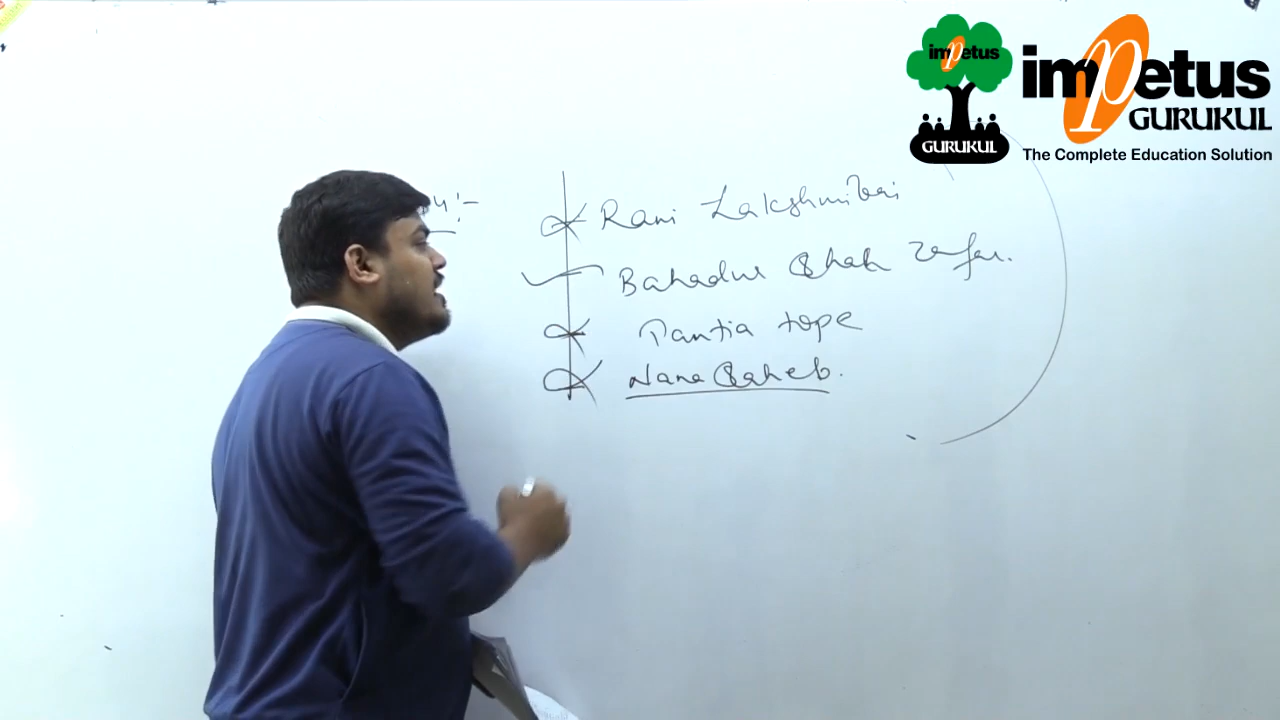 impetus
GURUKUL
impetus
GURUKUL
The Complete Education Solution
Rani Lakshmibai
Bahadur Shah Zafar.
Tantia tope
Nana Saheb.